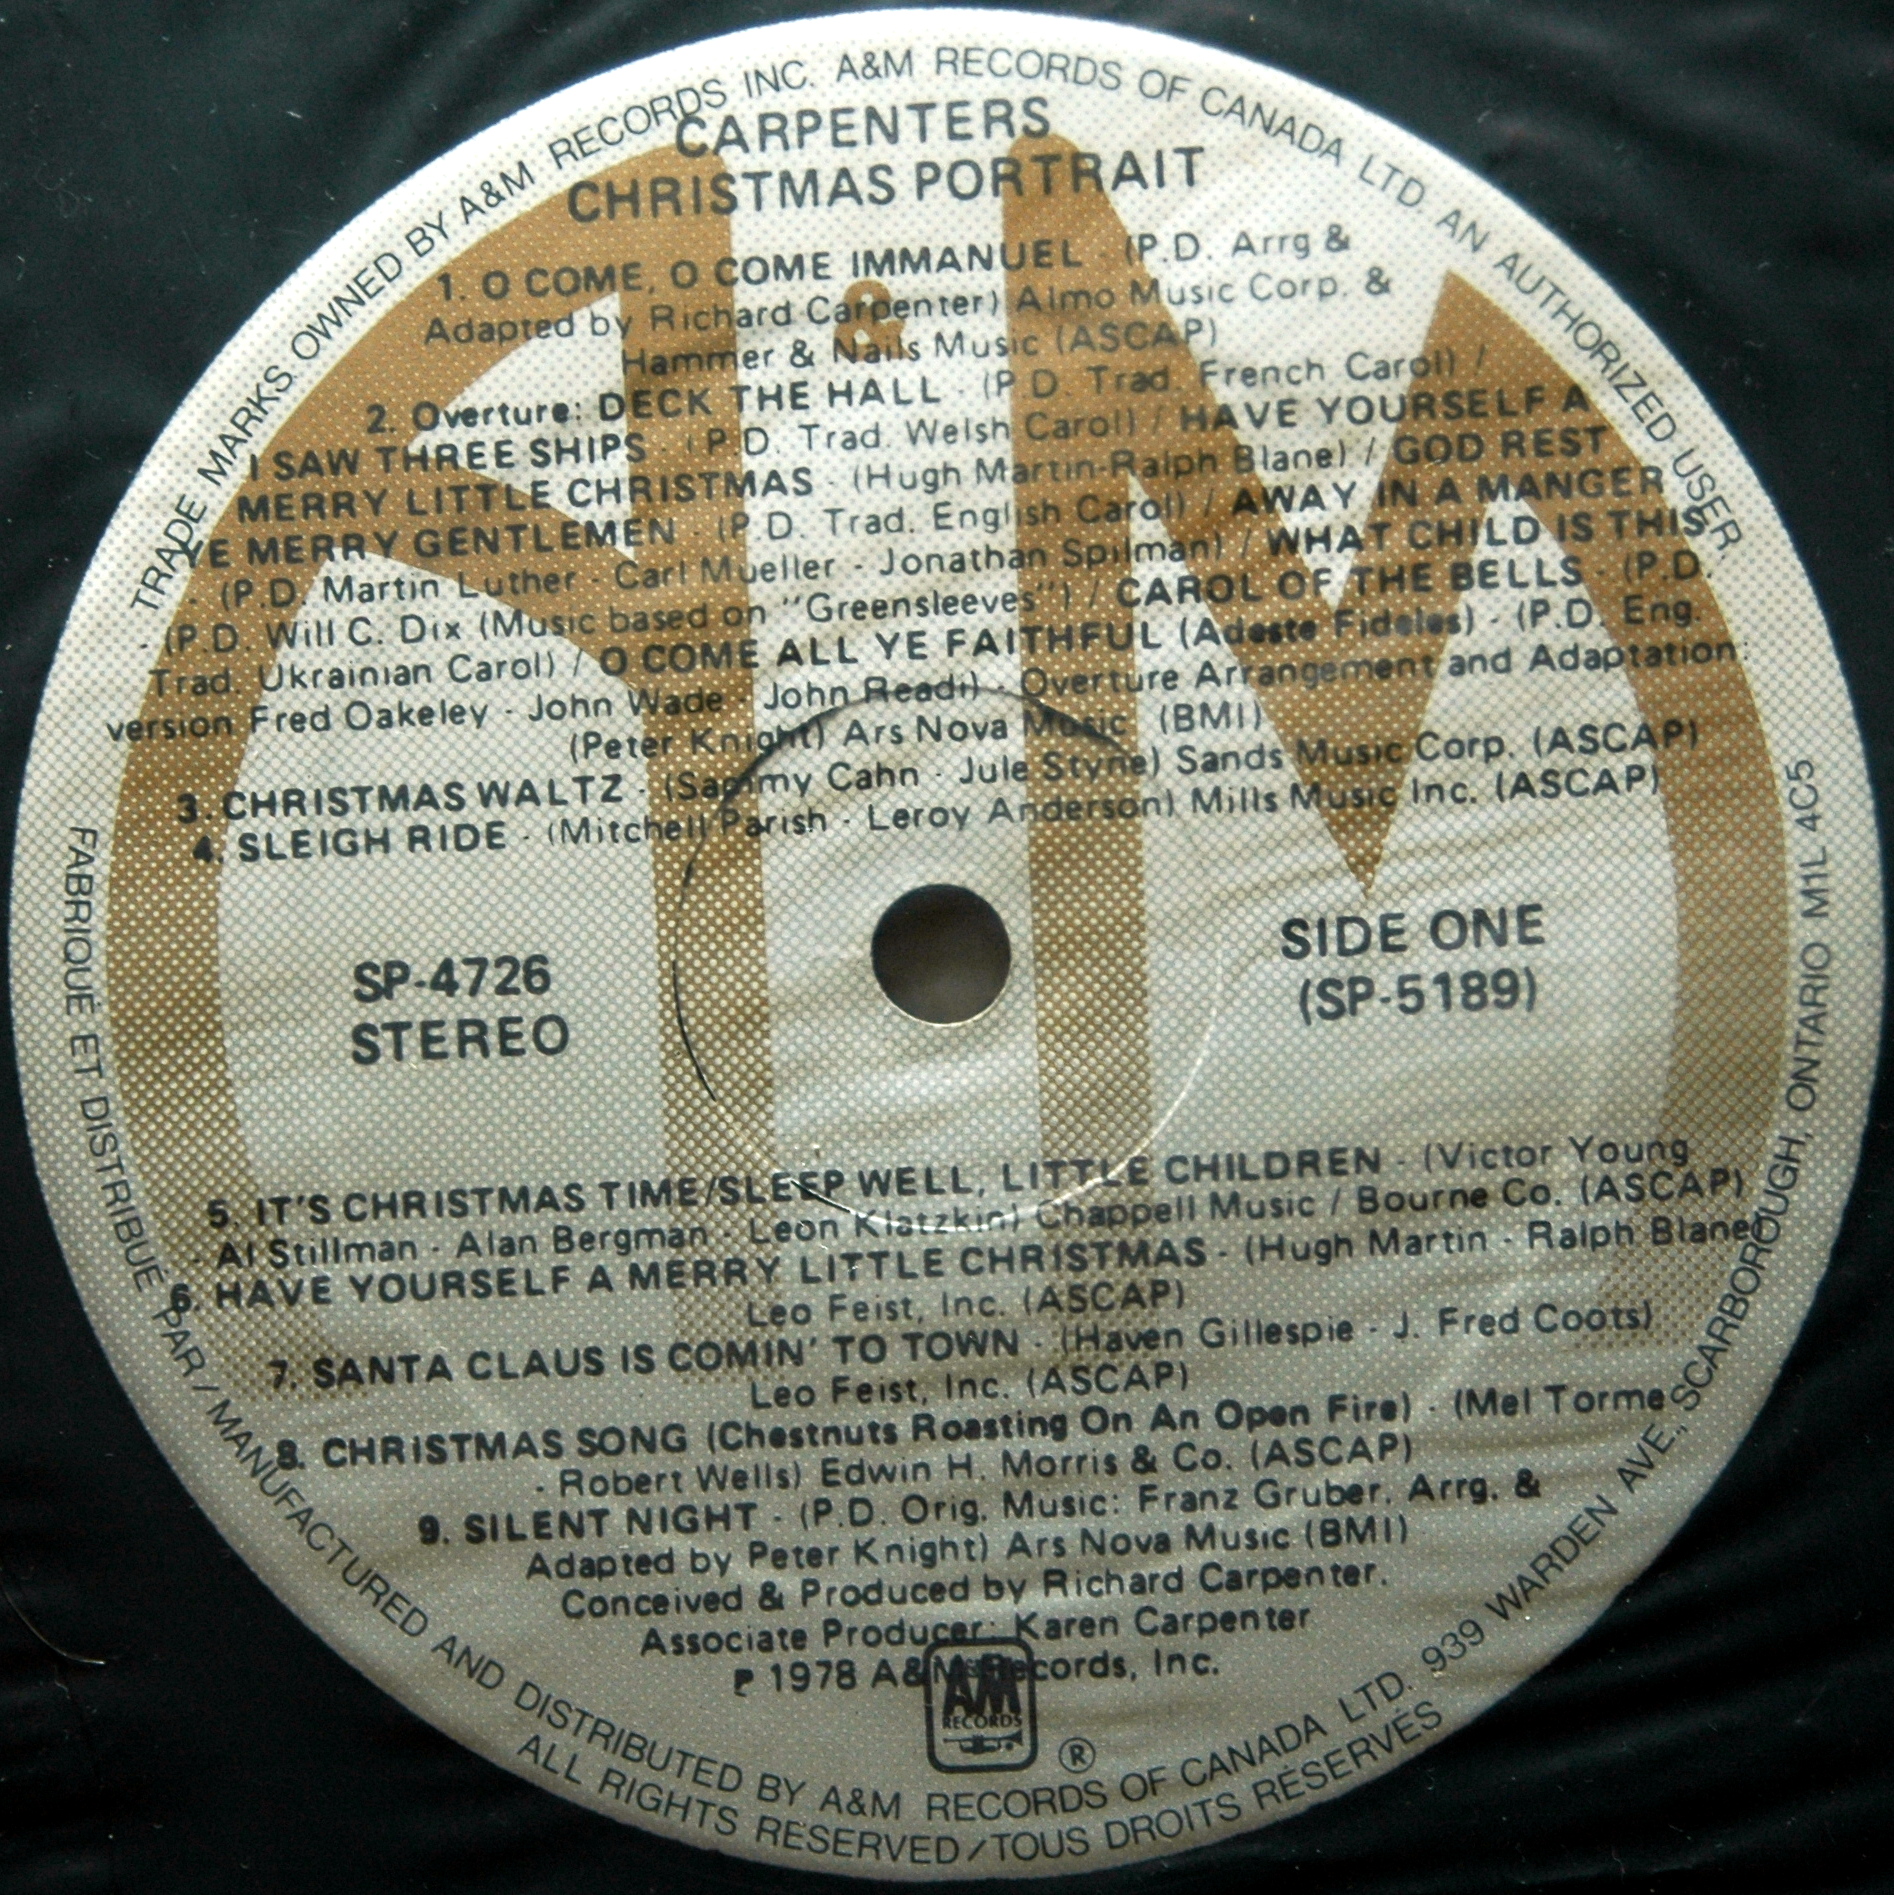 TRADE MARKS OWNED BY A&M RECORDS INC. A&M RECORDS OF CANADA LTD. AN AUTHORIZED USER.
CARPENTERS
CHRISTMAS PORTRAIT
1. O COME, O COME IMMANUEL - (P.D. Arrg &
Adapted by Richard Carpenter) Almo Music Corp. &
Hammer & Nails Music (ASCAP)
2. Overture: DECK THE HALL - (P.D. Trad. French Carol) /
I SAW THREE SHIPS - (P.D. Trad. Welsh Carol) / HAVE YOURSELF A
MERRY LITTLE CHRISTMAS - (Hugh Martin-Ralph Blane) / GOD REST
YE MERRY GENTLEMEN - (P.D. Trad. English Carol) / AWAY IN A MANGER
- (P.D. Martin Luther - Carl Mueller - Jonathan Spilman) / WHAT CHILD IS THIS
- (P.D. Will C. Dix (Music based on "Greensleeves") / CAROL OF THE BELLS - (P.D.
Trad. Ukrainian Carol) / O COME ALL YE FAITHFUL (Adeste Fideles) - (P.D. Eng.
version Fred Oakeley - John Wade - John Readi) - Overture Arrangement and Adaptation:
(Peter Knight) Ars Nova Music (BMI)
3. CHRISTMAS WALTZ - (Sammy Cahn - Jule Styne) Sands Music Corp. (ASCAP)
4. SLEIGH RIDE - (Mitchell Parish - Leroy Anderson) Mills Music Inc. (ASCAP)
SP-4726
STEREO
SIDE ONE
(SP-5189)
5. IT'S CHRISTMAS TIME/SLEEP WELL, LITTLE CHILDREN - (Victor Young
- Al Stillman - Alan Bergman - Leon Klatzkin) Chappell Music / Bourne Co. (ASCAP)
6. HAVE YOURSELF A MERRY LITTLE CHRISTMAS - (Hugh Martin - Ralph Blane)
Leo Feist, Inc. (ASCAP)
7. SANTA CLAUS IS COMIN' TO TOWN - (Haven Gillespie - J. Fred Coots)
Leo Feist, Inc. (ASCAP)
8. CHRISTMAS SONG (Chestnuts Roasting On An Open Fire) - (Mel Torme
- Robert Wells) Edwin H. Morris & Co. (ASCAP)
9. SILENT NIGHT - (P.D. Orig. Music: Franz Gruber, Arrg. &
Adapted by Peter Knight) Ars Nova Music (BMI)
Conceived & Produced by Richard Carpenter.
Associate Producer: Karen Carpenter
℗ 1978 A&M Records, Inc.
AM
RECORDS
®
FABRIQUÉ ET DISTRIBUÉ PAR / MANUFACTURED AND DISTRIBUTED BY A&M RECORDS OF CANADA LTD. 939 WARDEN AVE., SCARBOROUGH, ONTARIO M1L 4C5
ALL RIGHTS RESERVED/TOUS DROITS RÉSERVÉS
A & M